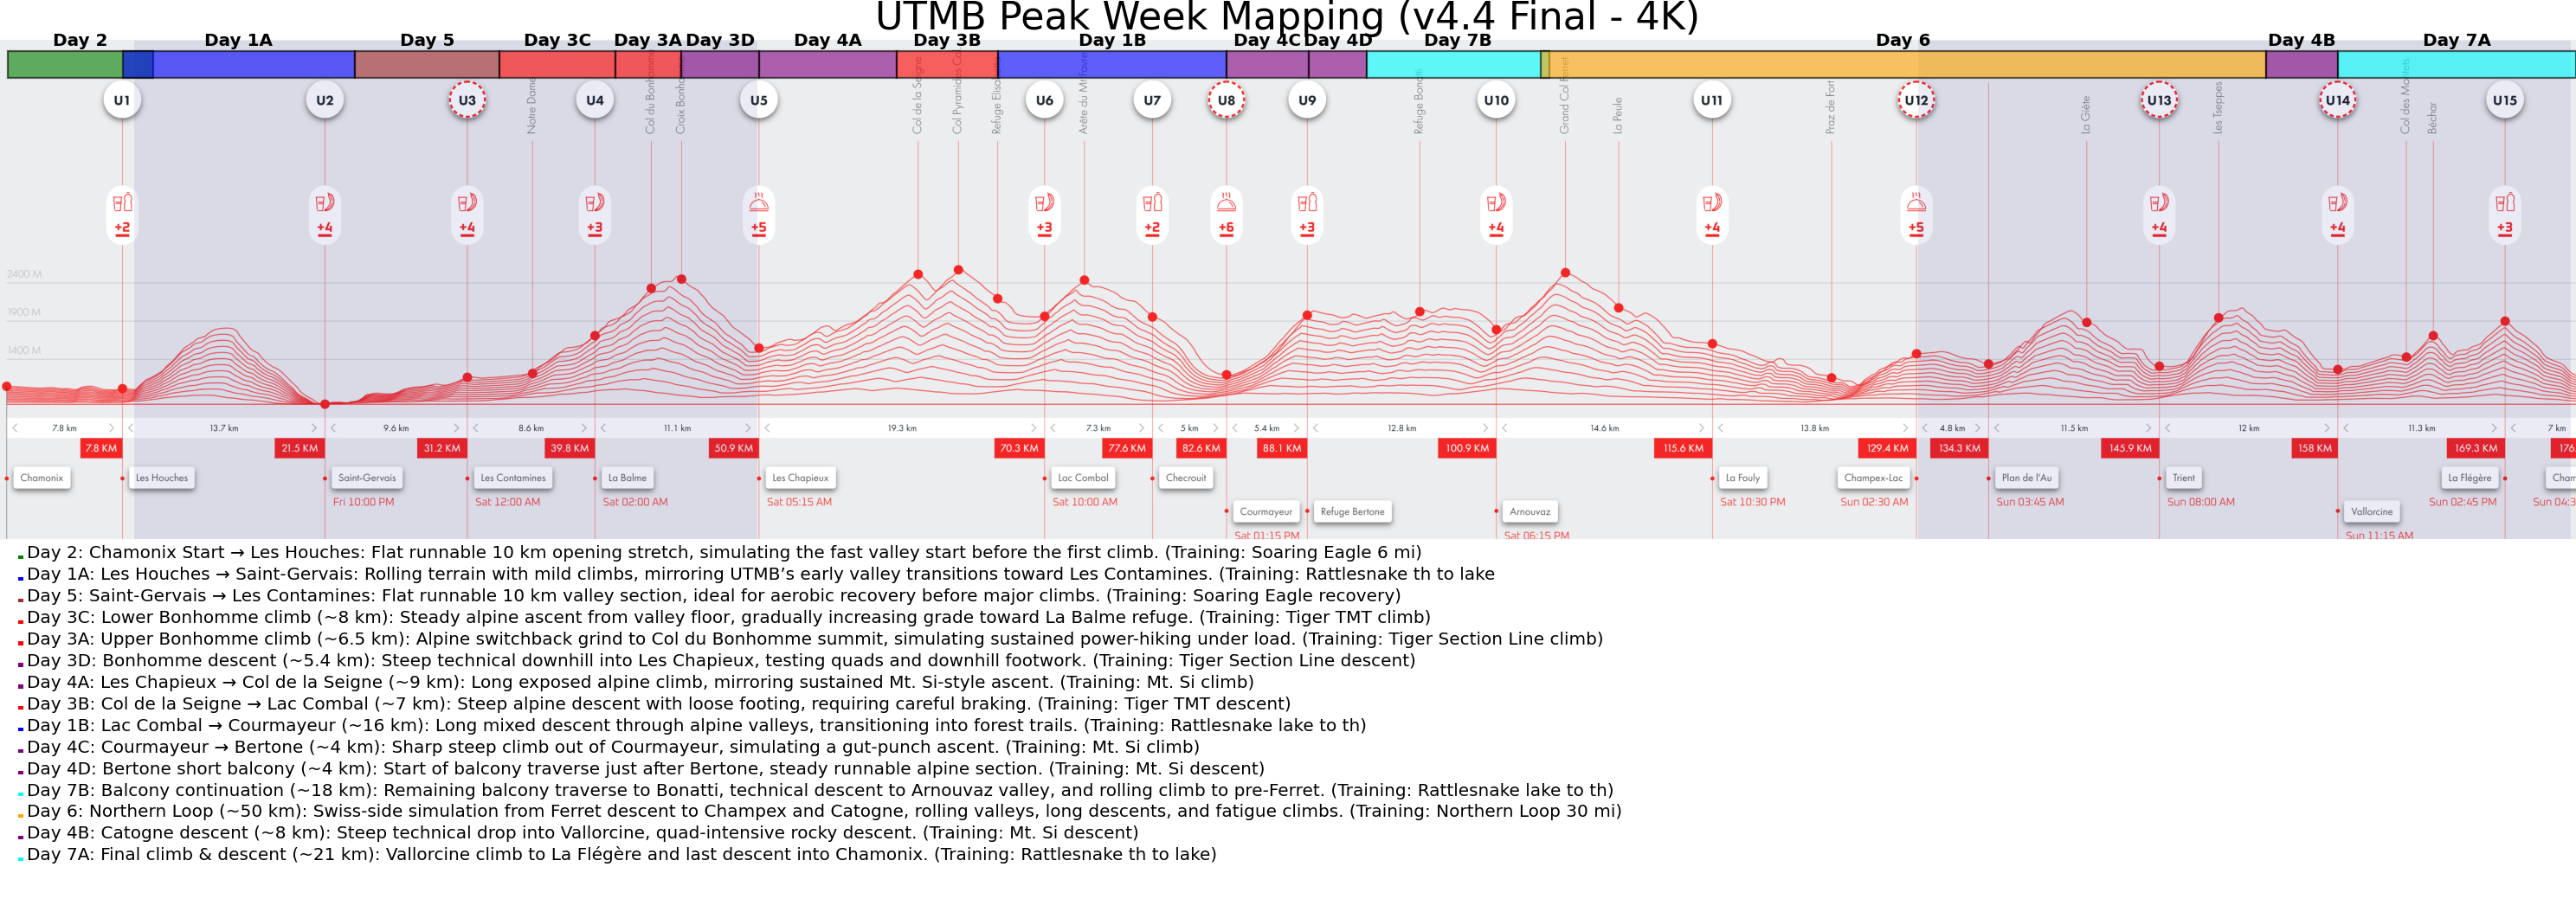 UTMB Peak Week Mapping (v4.4 Final - 4K)
Day 2 Day 1A Day 5 Day 3C Day 3A Day 3D Day 4A Day 3B Day 1B Day 4C Day 4D Day 7B Day 6 Day 4B Day 7A
U1 U2 U3 U4 U5 U6 U7 U8 U9 U10 U11 U12 U13 U14 U15
Notre Dame
Col du Bonhomme
Croix Bonho
Col de la Seigne
Col Pyramides Ca
Refuge Elisabetta
Arête du Mt Favre
Refuge Bonatti
Grand Col Ferret
La Peule
Praz de Fort
La Gète
Les Tseppes
Col des Montets
Béchar
+2 +4 +4 +3 +5 +3 +2 +6 +3 +4 +4 +5 +4 +4 +3
2400 M
1900 M
1400 M
7.8 km 13.7 km 9.6 km 8.6 km 11.1 km 19.3 km 7.3 km 5 km 5.4 km 12.8 km 14.6 km 13.8 km 4.8 km 11.5 km 12 km 11.3 km 7 km
7.8 KM 21.5 KM 31.2 KM 39.8 KM 50.9 KM 70.3 KM 77.6 KM 82.6 KM 88.1 KM 100.9 KM 115.6 KM 129.4 KM 134.3 KM 145.9 KM 158 KM 169.3 KM 176.
Chamonix Les Houches Saint-Gervais Les Contamines La Balme Les Chapieux Lac Combal Checrouit La Fouly Champex-Lac Plan de l'Au Trient La Flégère Cham
Fri 10:00 PM Sat 12:00 AM Sat 02:00 AM Sat 05:15 AM Sat 10:00 AM Sat 10:30 PM Sun 02:30 AM Sun 03:45 AM Sun 08:00 AM Sun 02:45 PM Sun 04:3
Courmayeur Refuge Bertone Arnouvaz Vallorcine
Sat 01:15 PM Sat 06:15 PM Sun 11:15 AM
Day 2: Chamonix Start → Les Houches: Flat runnable 10 km opening stretch, simulating the fast valley start before the first climb. (Training: Soaring Eagle 6 mi)
Day 1A: Les Houches → Saint-Gervais: Rolling terrain with mild climbs, mirroring UTMB’s early valley transitions toward Les Contamines. (Training: Rattlesnake th to lake
Day 5: Saint-Gervais → Les Contamines: Flat runnable 10 km valley section, ideal for aerobic recovery before major climbs. (Training: Soaring Eagle recovery)
Day 3C: Lower Bonhomme climb (~8 km): Steady alpine ascent from valley floor, gradually increasing grade toward La Balme refuge. (Training: Tiger TMT climb)
Day 3A: Upper Bonhomme climb (~6.5 km): Alpine switchback grind to Col du Bonhomme summit, simulating sustained power-hiking under load. (Training: Tiger Section Line climb)
Day 3D: Bonhomme descent (~5.4 km): Steep technical downhill into Les Chapieux, testing quads and downhill footwork. (Training: Tiger Section Line descent)
Day 4A: Les Chapieux → Col de la Seigne (~9 km): Long exposed alpine climb, mirroring sustained Mt. Si-style ascent. (Training: Mt. Si climb)
Day 3B: Col de la Seigne → Lac Combal (~7 km): Steep alpine descent with loose footing, requiring careful braking. (Training: Tiger TMT descent)
Day 1B: Lac Combal → Courmayeur (~16 km): Long mixed descent through alpine valleys, transitioning into forest trails. (Training: Rattlesnake lake to th)
Day 4C: Courmayeur → Bertone (~4 km): Sharp steep climb out of Courmayeur, simulating a gut-punch ascent. (Training: Mt. Si climb)
Day 4D: Bertone short balcony (~4 km): Start of balcony traverse just after Bertone, steady runnable alpine section. (Training: Mt. Si descent)
Day 7B: Balcony continuation (~18 km): Remaining balcony traverse to Bonatti, technical descent to Arnouvaz valley, and rolling climb to pre-Ferret. (Training: Rattlesnake lake to th)
Day 6: Northern Loop (~50 km): Swiss-side simulation from Ferret descent to Champex and Catogne, rolling valleys, long descents, and fatigue climbs. (Training: Northern Loop 30 mi)
Day 4B: Catogne descent (~8 km): Steep technical drop into Vallorcine, quad-intensive rocky descent. (Training: Mt. Si descent)
Day 7A: Final climb & descent (~21 km): Vallorcine climb to La Flégère and last descent into Chamonix. (Training: Rattlesnake th to lake)